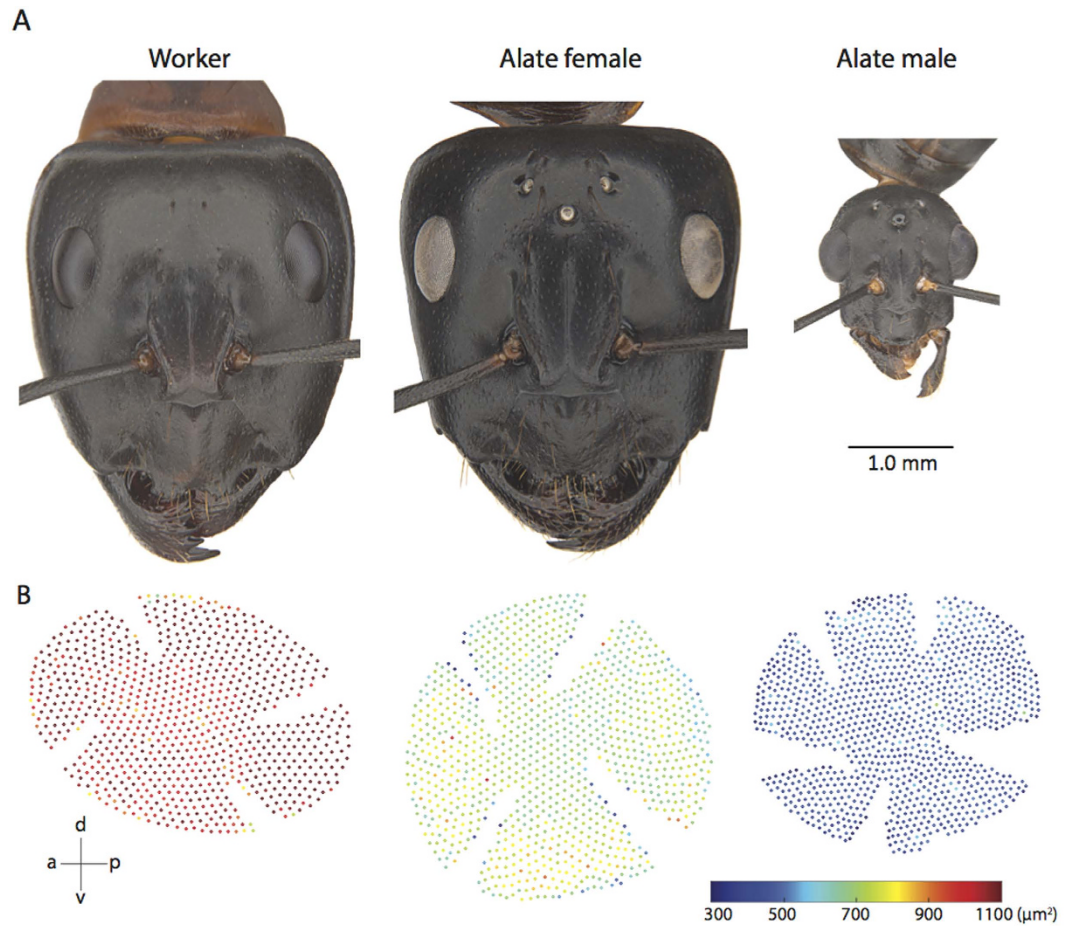 A
Worker Alate female Alate male
1.0 mm
B
d
a p
v
300 500 700 900 1100 (µm²)